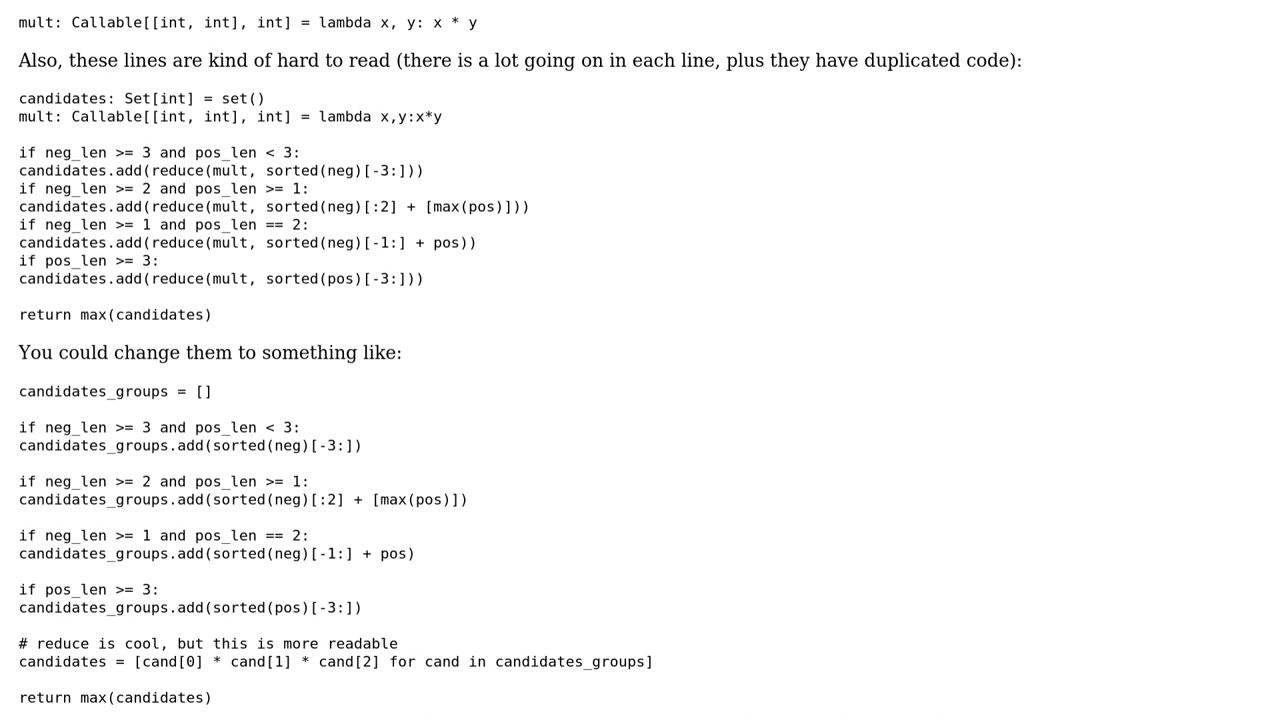 mult: Callable[[int, int], int] = lambda x, y: x * y
Also, these lines are kind of hard to read (there is a lot going on in each line, plus they have duplicated code):
candidates: Set[int] = set()
mult: Callable[[int, int], int] = lambda x,y:x*y
if neg_len >= 3 and pos_len < 3:
candidates.add(reduce(mult, sorted(neg)[-3:]))
if neg_len >= 2 and pos_len >= 1:
candidates.add(reduce(mult, sorted(neg)[:2] + [max(pos)]))
if neg_len >= 1 and pos_len == 2:
candidates.add(reduce(mult, sorted(neg)[-1:] + pos))
if pos_len >= 3:
candidates.add(reduce(mult, sorted(pos)[-3:]))
return max(candidates)
You could change them to something like:
candidates_groups = []
if neg_len >= 3 and pos_len < 3:
candidates_groups.add(sorted(neg)[-3:])
if neg_len >= 2 and pos_len >= 1:
candidates_groups.add(sorted(neg)[:2] + [max(pos)])
if neg_len >= 1 and pos_len == 2:
candidates_groups.add(sorted(neg)[-1:] + pos)
if pos_len >= 3:
candidates_groups.add(sorted(pos)[-3:])
# reduce is cool, but this is more readable
candidates = [cand[0] * cand[1] * cand[2] for cand in candidates_groups]
return max(candidates)